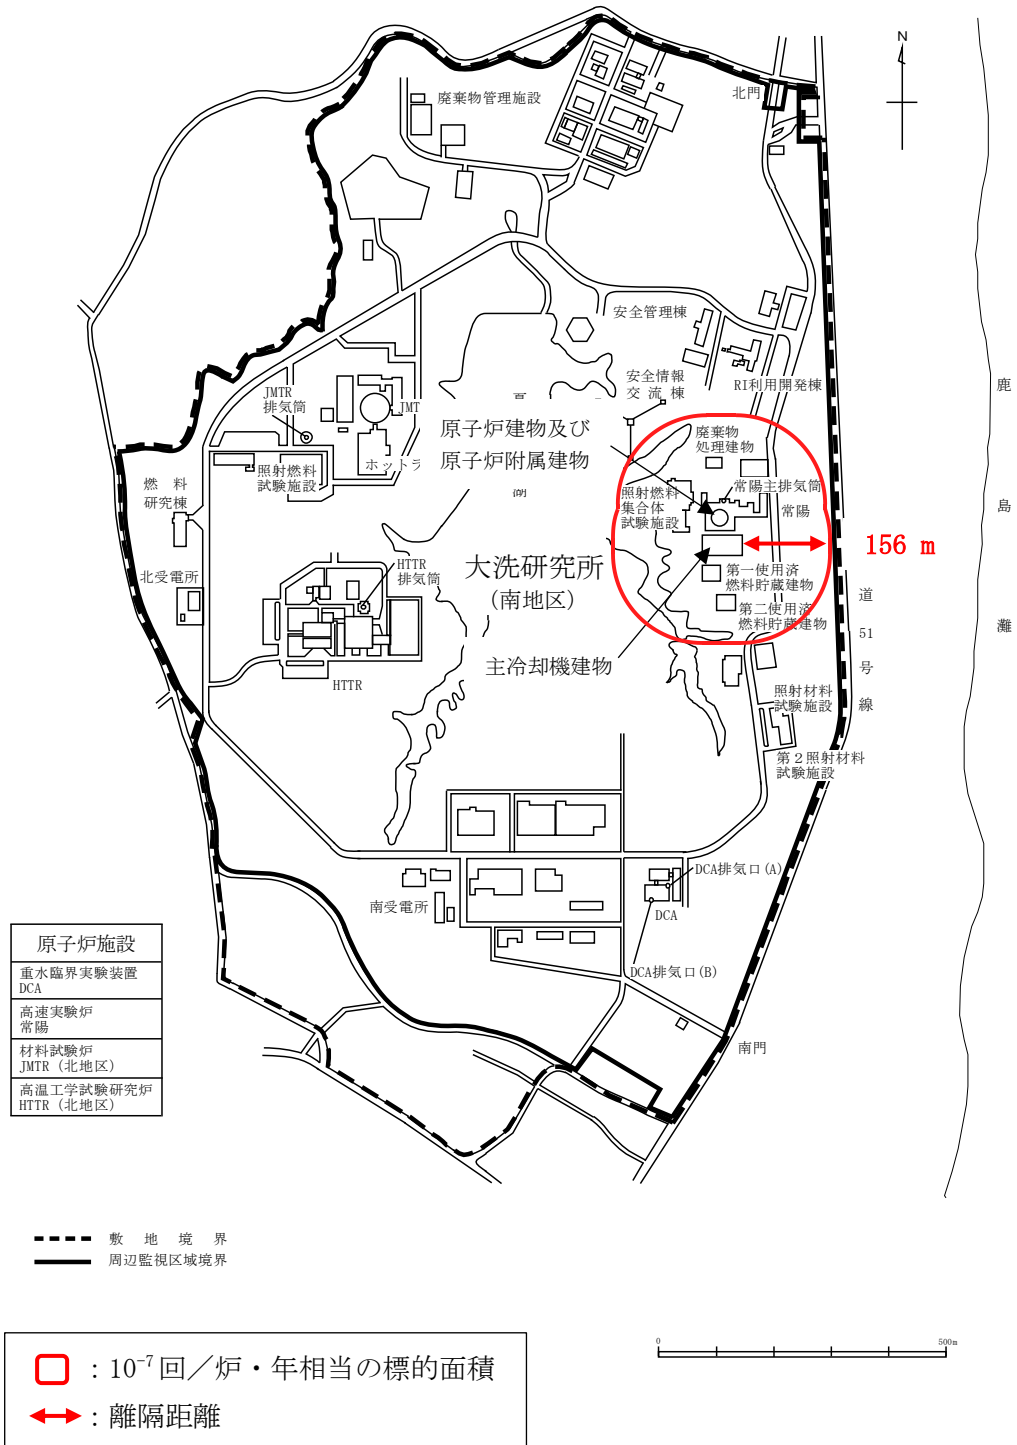 N
北門
廃棄物管理施設
安全管理棟
安全情報
交流棟
RI利用開発棟
鹿
島
灘
JMTR
排気筒
JMT
夏
湖
原子炉建物及び
原子炉附属建物
廃棄物
処理建物
ホットラ
照射燃料
試験施設
燃料
研究棟
照射燃料
集合体
試験施設
常陽主排気筒
常陽
156 m
HTTR
排気筒
大洗研究所
(南地区)
北受電所
第一使用済
燃料貯蔵建物
第二使用済
燃料貯蔵建物
道
51
号
線
主冷却機建物
HTTR
照射材料
試験施設
第2照射材料
試験施設
DCA排気口(A)
南受電所
DCA
DCA排気口(B)
南門
原子炉施設
重水臨界実験装置
DCA
高速実験炉
常陽
材料試験炉
JMTR (北地区)
高温工学試験研究炉
HTTR (北地区)
敷地境界
周辺監視区域境界
0 500m
：10⁻⁷回／炉・年相当の標的面積
：離隔距離